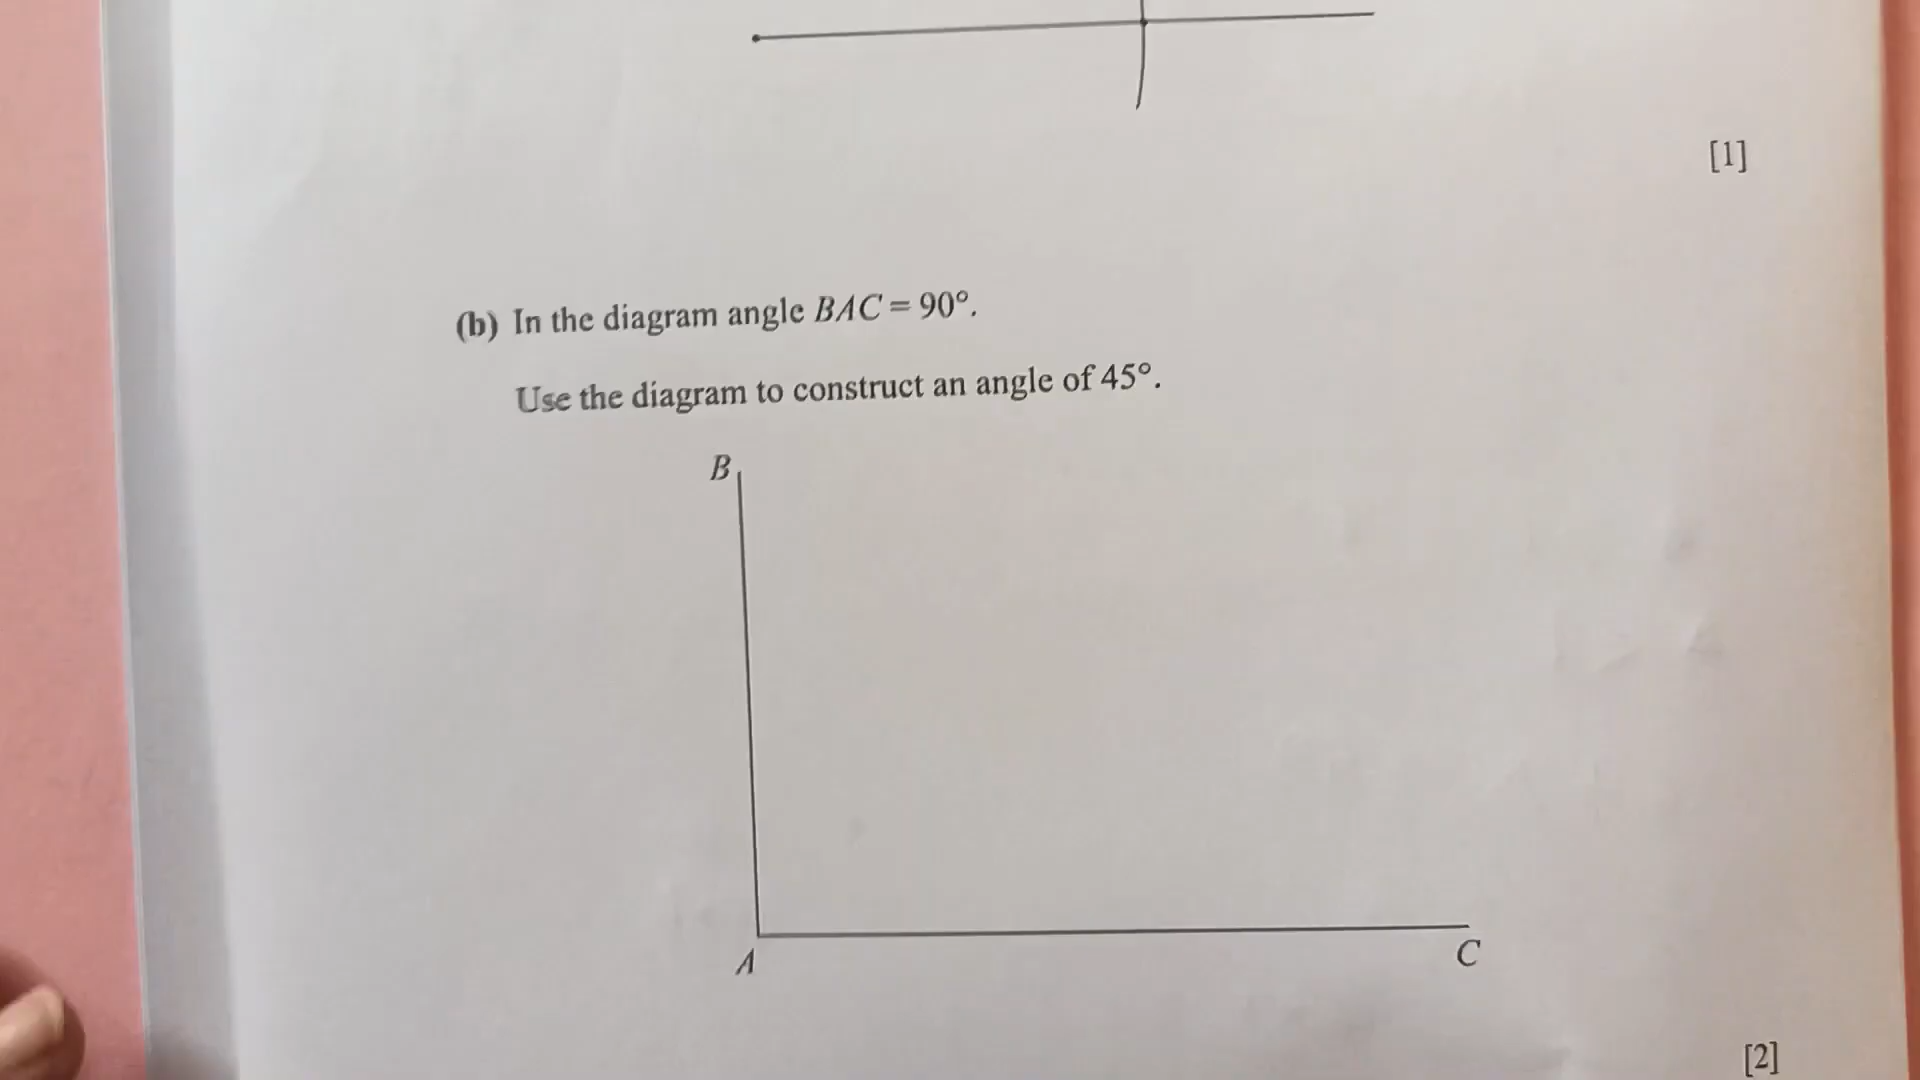 [1]
(b) In the diagram angle BAC = 90°.
Use the diagram to construct an angle of 45°.
B
A
C
[2]